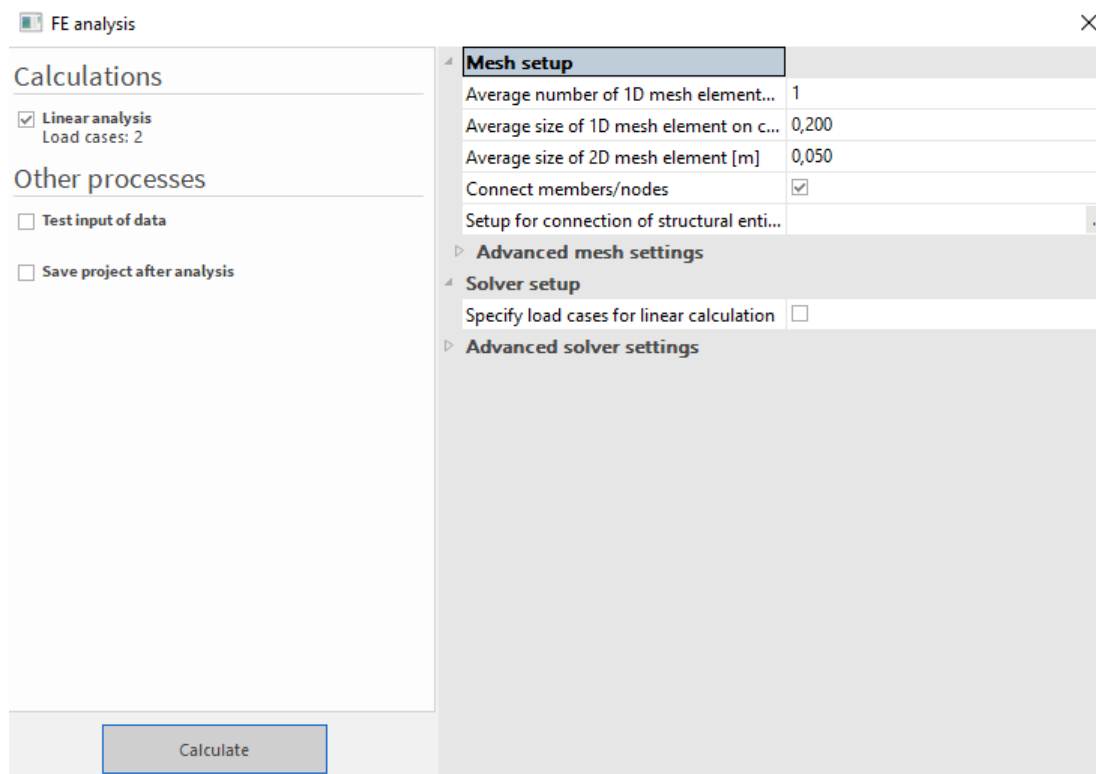 FE analysis
Calculations
Linear analysis
Load cases: 2
Other processes
Test input of data
Save project after analysis
Calculate
Mesh setup
Average number of 1D mesh element... 1
Average size of 1D mesh element on c... 0,200
Average size of 2D mesh element [m] 0,050
Connect members/nodes
Setup for connection of structural enti...
Advanced mesh settings
Solver setup
Specify load cases for linear calculation
Advanced solver settings